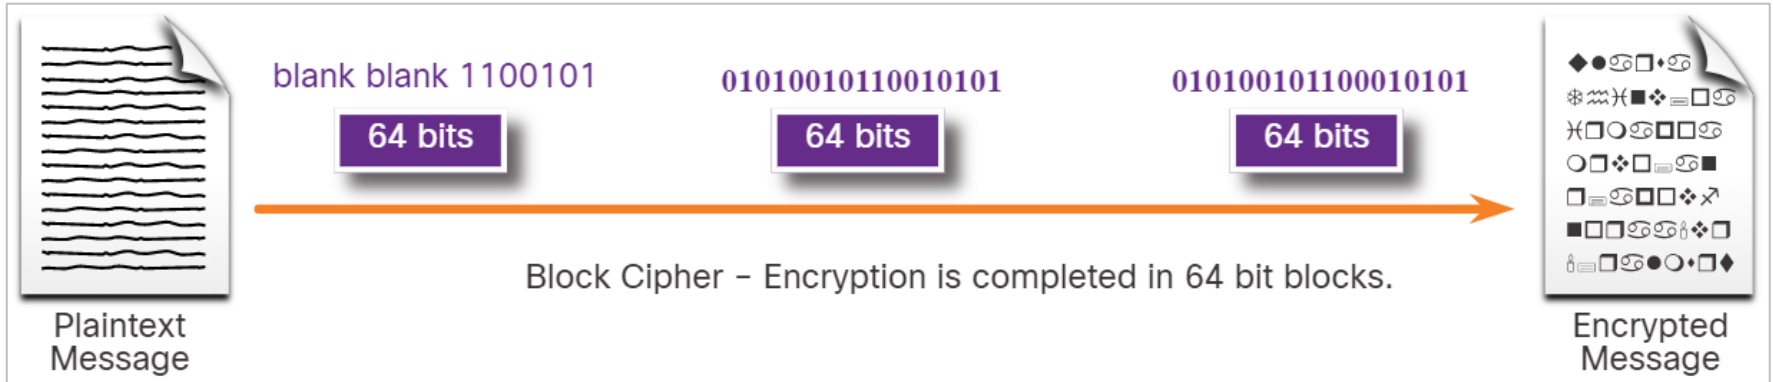 blank blank 1100101
01010010110010101
010100101100010101
64 bits
64 bits
64 bits
Block Cipher – Encryption is completed in 64 bit blocks.
Plaintext
Message
Encrypted
Message